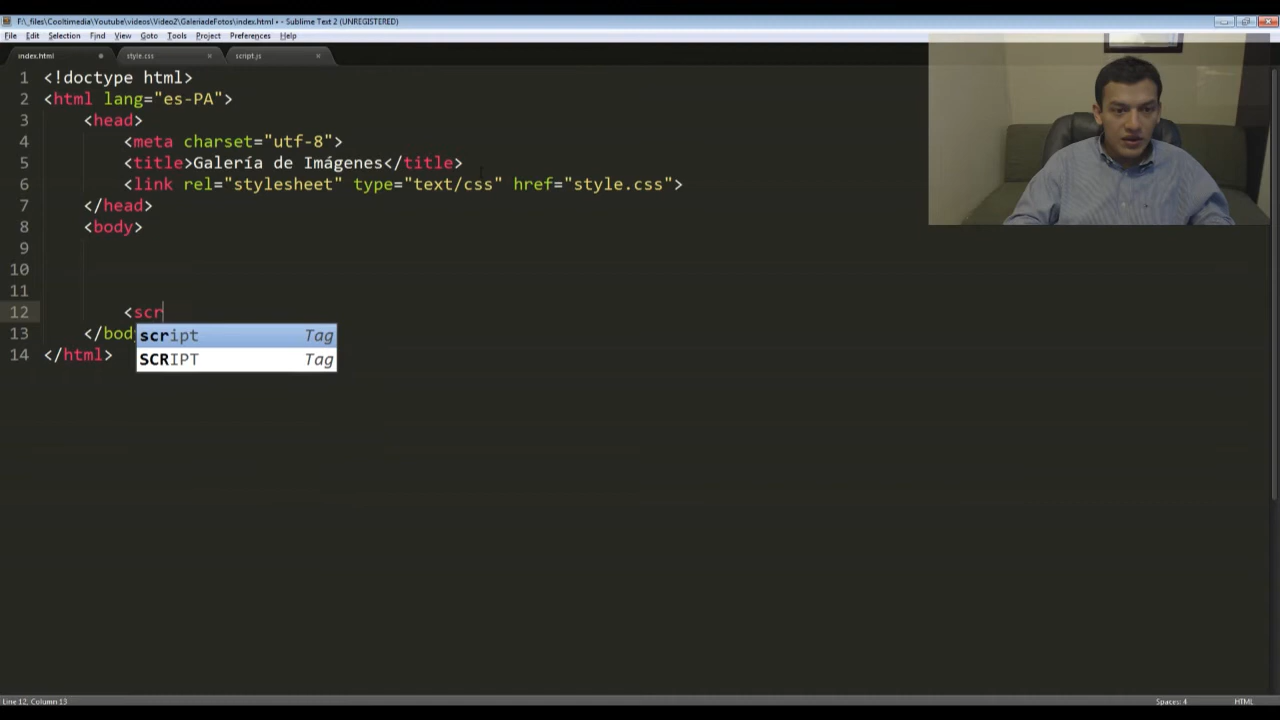 F:\_files\Cooltimedia\Youtube\videos\Video2\GaleriadeFotos\index.html • - Sublime Text 2 (UNREGISTERED)
File Edit Selection Find View Goto Tools Project Preferences Help
index.html style.css script.js
1 <!doctype html>
2 <html lang="es-PA">
3 <head>
4 <meta charset="utf-8">
5 <title>Galería de Imágenes</title>
6 <link rel="stylesheet" type="text/css" href="style.css">
7 </head>
8 <body>
9
10
11
12 <scr
script Tag
13 </bod
SCRIPT Tag
14 </html>
Line 12, Column 13 Spaces: 4 HTML